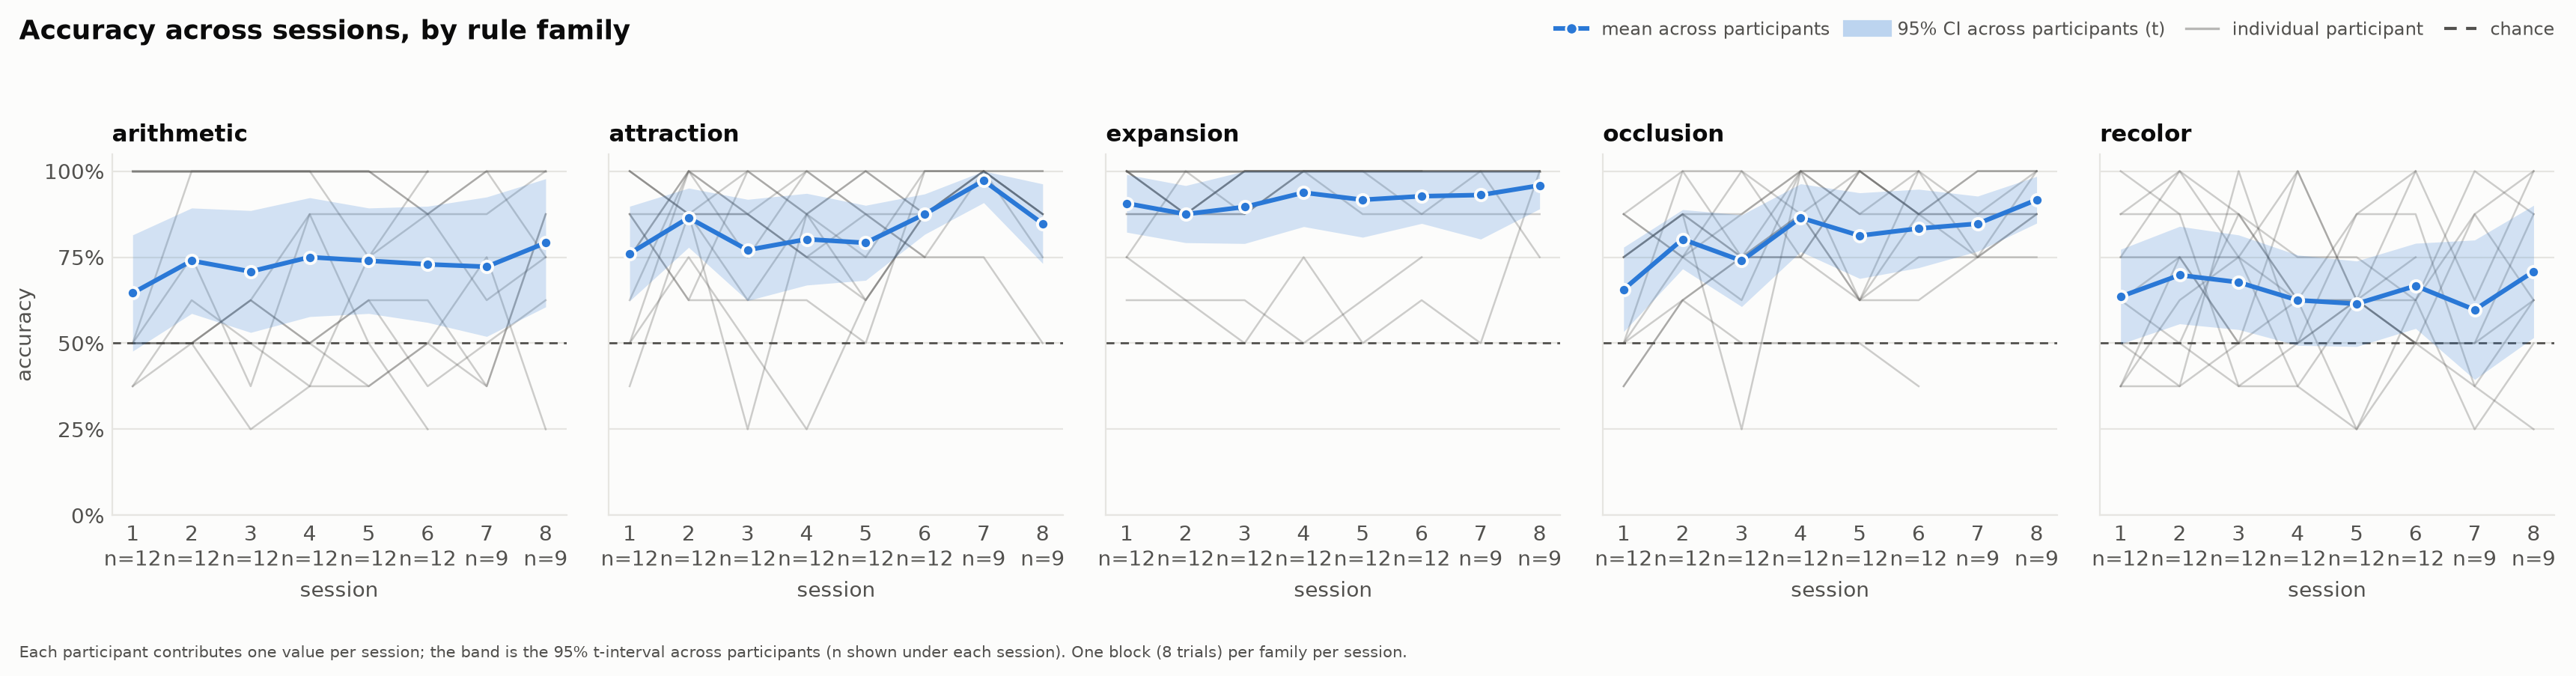 Accuracy across sessions, by rule family
mean across participants 95% CI across participants (t) individual participant chance
arithmetic attraction expansion occlusion recolor
100%
75%
50%
25%
0%
accuracy
1 2 3 4 5 6 7 8
n=12 n=12 n=12 n=12 n=12 n=12 n=9 n=9
session
1 2 3 4 5 6 7 8
n=12 n=12 n=12 n=12 n=12 n=12 n=9 n=9
session
1 2 3 4 5 6 7 8
n=12 n=12 n=12 n=12 n=12 n=12 n=9 n=9
session
1 2 3 4 5 6 7 8
n=12 n=12 n=12 n=12 n=12 n=12 n=9 n=9
session
1 2 3 4 5 6 7 8
n=12 n=12 n=12 n=12 n=12 n=12 n=9 n=9
session
Each participant contributes one value per session; the band is the 95% t-interval across participants (n shown under each session). One block (8 trials) per family per session.